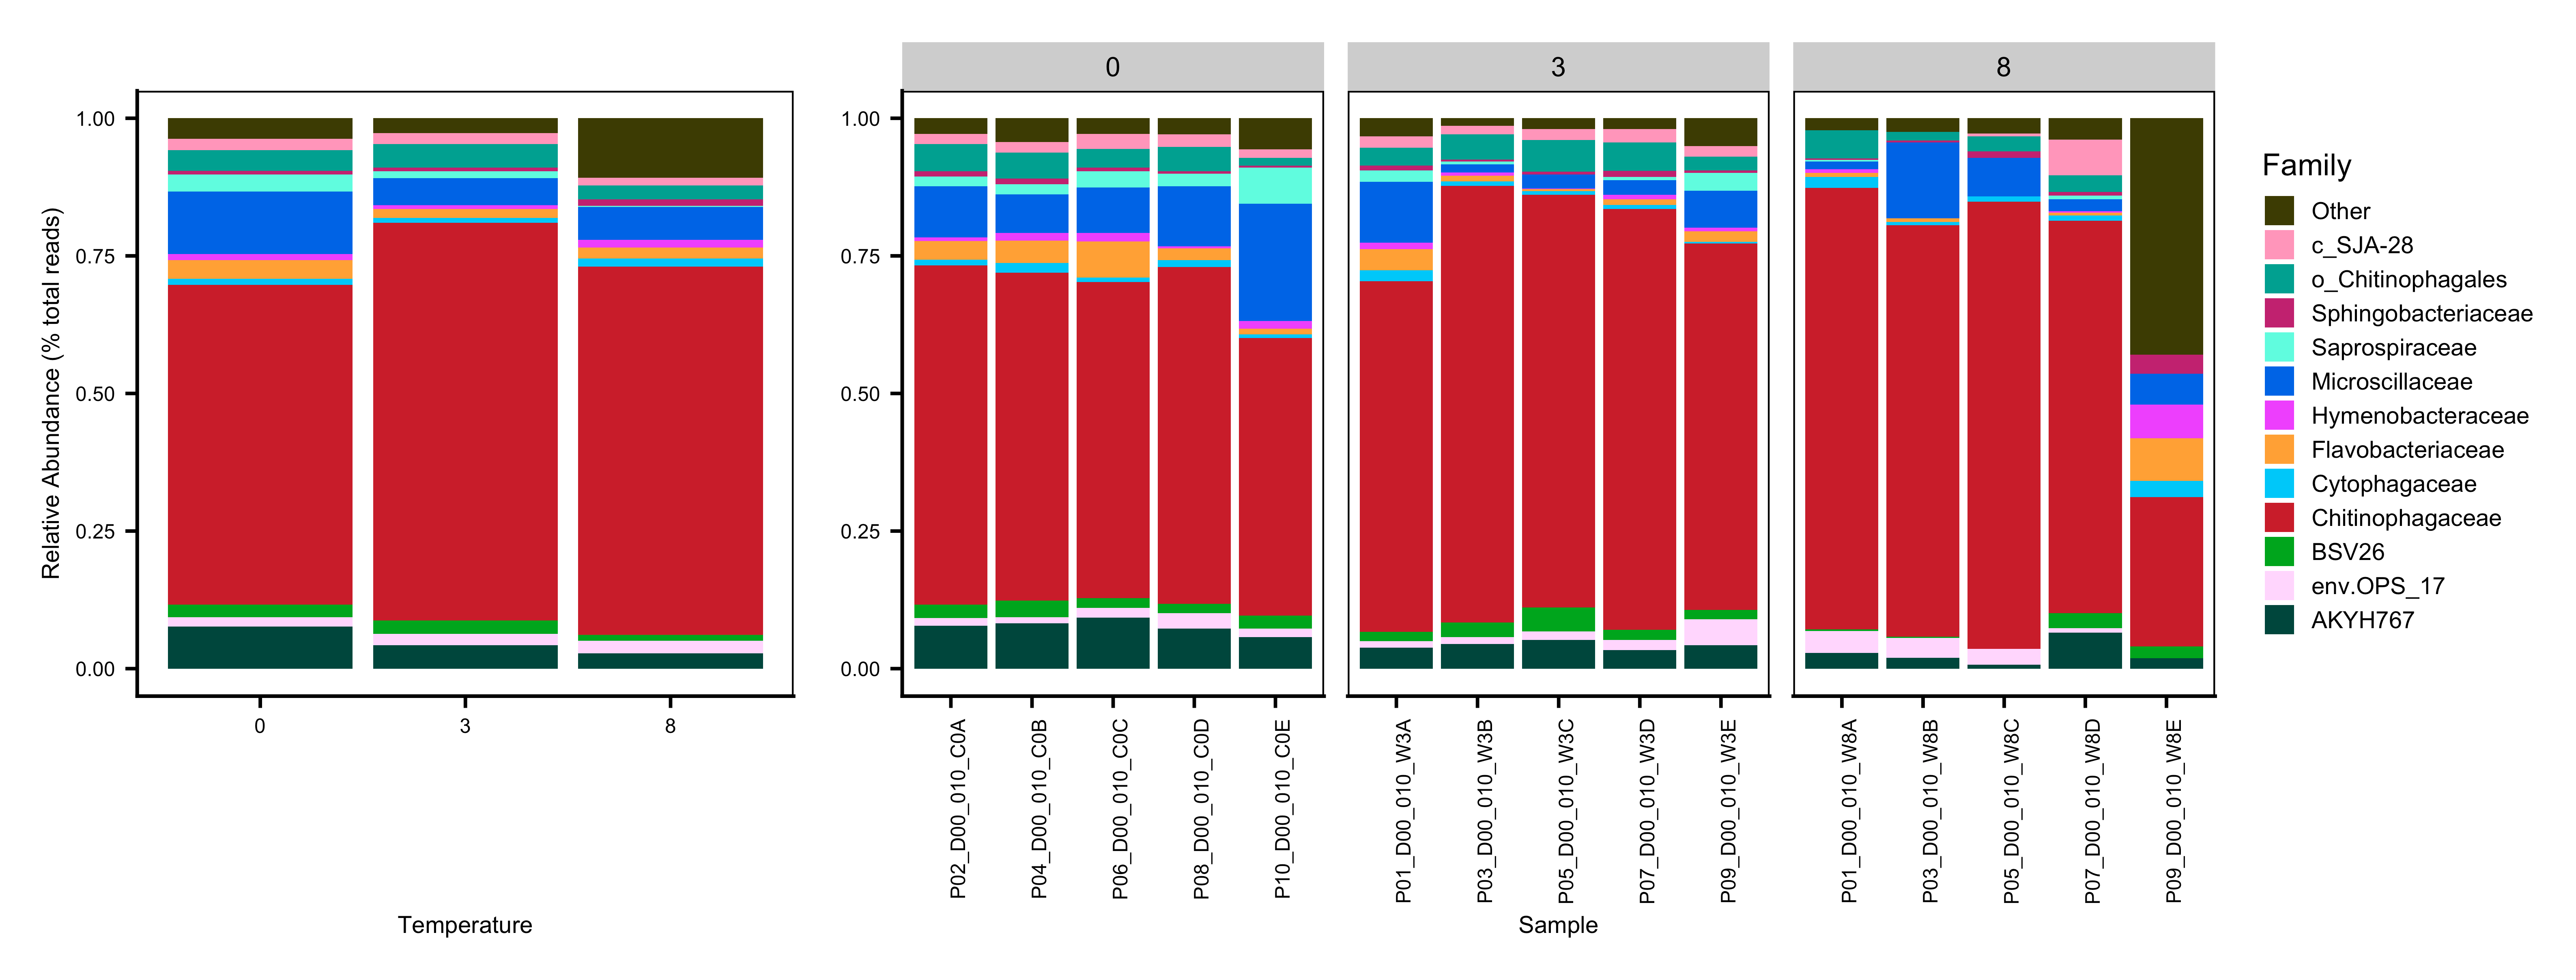 Relative Abundance (% total reads)
1.00
0.75
0.50
0.25
0.00
0
3
8
Temperature
0
3
8
1.00
0.75
0.50
0.25
0.00
P02_D00_010_C0A
P04_D00_010_C0B
P06_D00_010_C0C
P08_D00_010_C0D
P10_D00_010_C0E
P01_D00_010_W3A
P03_D00_010_W3B
P05_D00_010_W3C
P07_D00_010_W3D
P09_D00_010_W3E
P01_D00_010_W8A
P03_D00_010_W8B
P05_D00_010_W8C
P07_D00_010_W8D
P09_D00_010_W8E
Sample
Family
Other
c_SJA-28
o_Chitinophagales
Sphingobacteriaceae
Saprospiraceae
Microscillaceae
Hymenobacteraceae
Flavobacteriaceae
Cytophagaceae
Chitinophagaceae
BSV26
env.OPS_17
AKYH767